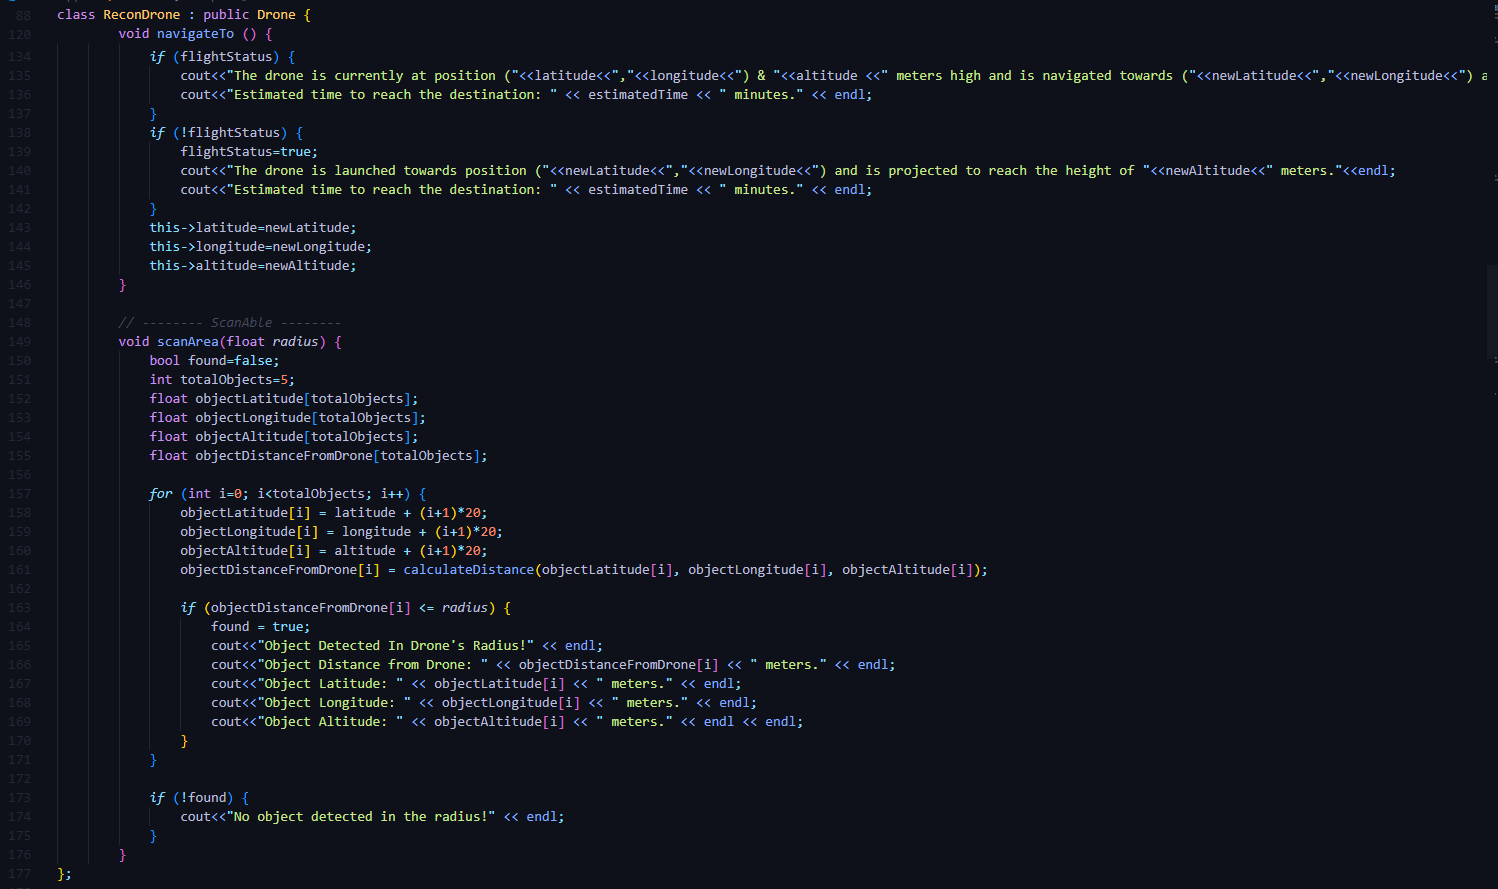 88 class ReconDrone : public Drone {
120 void navigateTo () {
134 if (flightStatus) {
135 cout<<"The drone is currently at position ("<<latitude<<","<<longitude<<") & "<<altitude <<" meters high and is navigated towards ("<<newLatitude<<","<<newLongitude<<") a
136 cout<<"Estimated time to reach the destination: " << estimatedTime << " minutes." << endl;
137 }
138 if (!flightStatus) {
139 flightStatus=true;
140 cout<<"The drone is launched towards position ("<<newLatitude<<","<<newLongitude<<") and is projected to reach the height of "<<newAltitude<<" meters."<<endl;
141 cout<<"Estimated time to reach the destination: " << estimatedTime << " minutes." << endl;
142 }
143 this->latitude=newLatitude;
144 this->longitude=newLongitude;
145 this->altitude=newAltitude;
146 }
147
148 // -------- ScanAble --------
149 void scanArea(float radius) {
150 bool found=false;
151 int totalObjects=5;
152 float objectLatitude[totalObjects];
153 float objectLongitude[totalObjects];
154 float objectAltitude[totalObjects];
155 float objectDistanceFromDrone[totalObjects];
156
157 for (int i=0; i<totalObjects; i++) {
158 objectLatitude[i] = latitude + (i+1)*20;
159 objectLongitude[i] = longitude + (i+1)*20;
160 objectAltitude[i] = altitude + (i+1)*20;
161 objectDistanceFromDrone[i] = calculateDistance(objectLatitude[i], objectLongitude[i], objectAltitude[i]);
162
163 if (objectDistanceFromDrone[i] <= radius) {
164 found = true;
165 cout<<"Object Detected In Drone's Radius!" << endl;
166 cout<<"Object Distance from Drone: " << objectDistanceFromDrone[i] << " meters." << endl;
167 cout<<"Object Latitude: " << objectLatitude[i] << " meters." << endl;
168 cout<<"Object Longitude: " << objectLongitude[i] << " meters." << endl;
169 cout<<"Object Altitude: " << objectAltitude[i] << " meters." << endl << endl;
170 }
171 }
172
173 if (!found) {
174 cout<<"No object detected in the radius!" << endl;
175 }
176 }
177 };